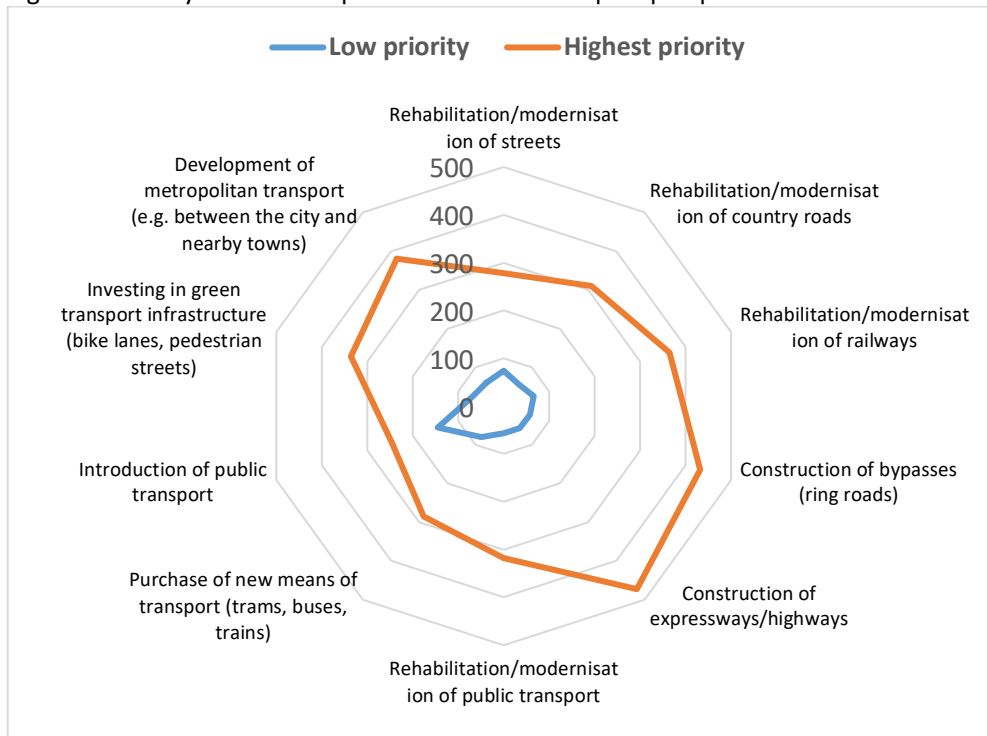 Low priority Highest priority
Rehabilitation/modernisat
ion of streets
Rehabilitation/modernisat
ion of country roads
Rehabilitation/modernisat
ion of railways
Construction of bypasses
(ring roads)
Construction of
expressways/highways
Rehabilitation/modernisat
ion of public transport
Purchase of new means of
transport (trams, buses,
trains)
Introduction of public
transport
Investing in green
transport infrastructure
(bike lanes, pedestrian
streets)
Development of
metropolitan transport
(e.g. between the city and
nearby towns)
500
400
300
200
100
0